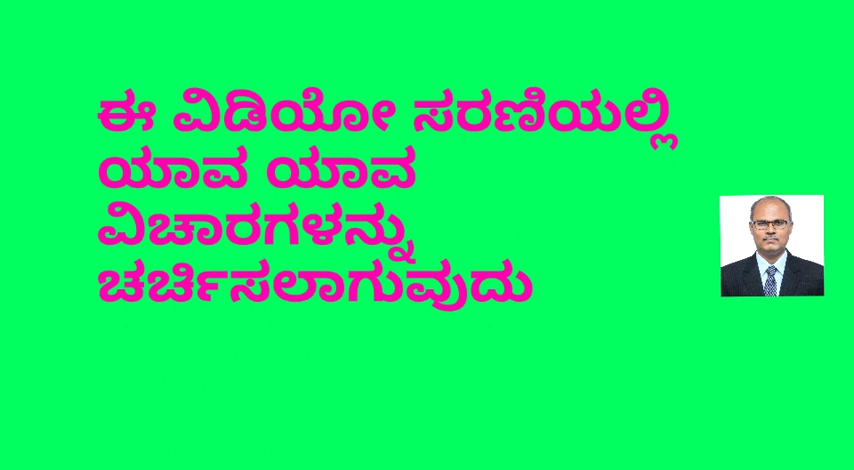 ಈ ವಿಡಿಯೋ ಸರಣಿಯಲ್ಲಿ
ಯಾವ ಯಾವ
ವಿಚಾರಗಳನ್ನು
ಚರ್ಚಿಸಲಾಗುವುದು